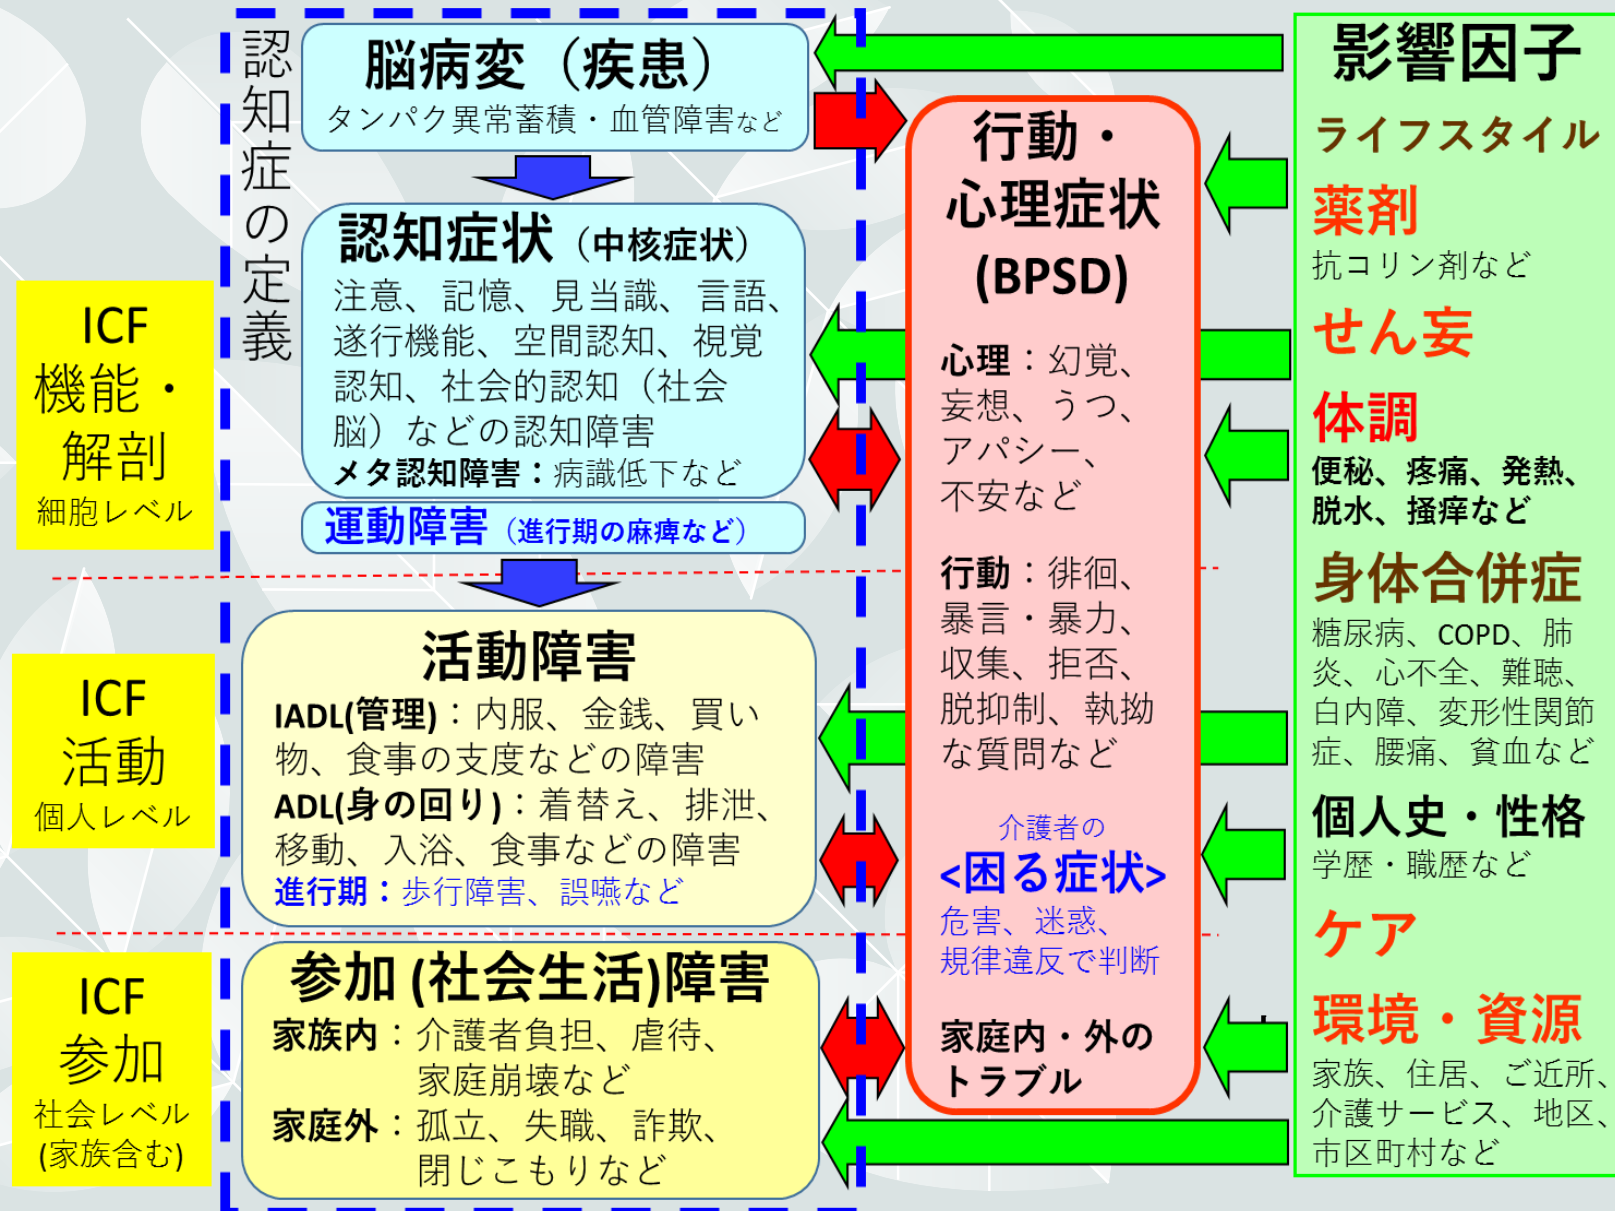 認知症の定義
脳病変（疾患）
タンパク異常蓄積・血管障害など
認知症状（中核症状）
注意、記憶、見当識、言語、
遂行機能、空間認知、視覚
認知、社会的認知（社会
脳）などの認知障害
メタ認知障害：病識低下など
運動障害（進行期の麻痺など）
活動障害
IADL(管理)：内服、金銭、買い
物、食事の支度などの障害
ADL(身の回り)：着替え、排泄、
移動、入浴、食事などの障害
進行期：歩行障害、誤嚥など
参加 (社会生活)障害
家族内：介護者負担、虐待、
家庭崩壊など
家庭外：孤立、失職、詐欺、
閉じこもりなど
ICF
機能・
解剖
細胞レベル
ICF
活動
個人レベル
ICF
参加
社会レベル
(家族含む)
行動・
心理症状
(BPSD)
心理：幻覚、
妄想、うつ、
アパシー、
不安など
行動：徘徊、
暴言・暴力、
収集、拒否、
脱抑制、執拗
な質問など
介護者の
<困る症状>
危害、迷惑、
規律違反で判断
家庭内・外の
トラブル
影響因子
ライフスタイル
薬剤
抗コリン剤など
せん妄
体調
便秘、疼痛、発熱、
脱水、掻痒など
身体合併症
糖尿病、COPD、肺
炎、心不全、難聴、
白内障、変形性関節
症、腰痛、貧血など
個人史・性格
学歴・職歴など
ケア
環境・資源
家族、住居、ご近所、
介護サービス、地区、
市区町村など